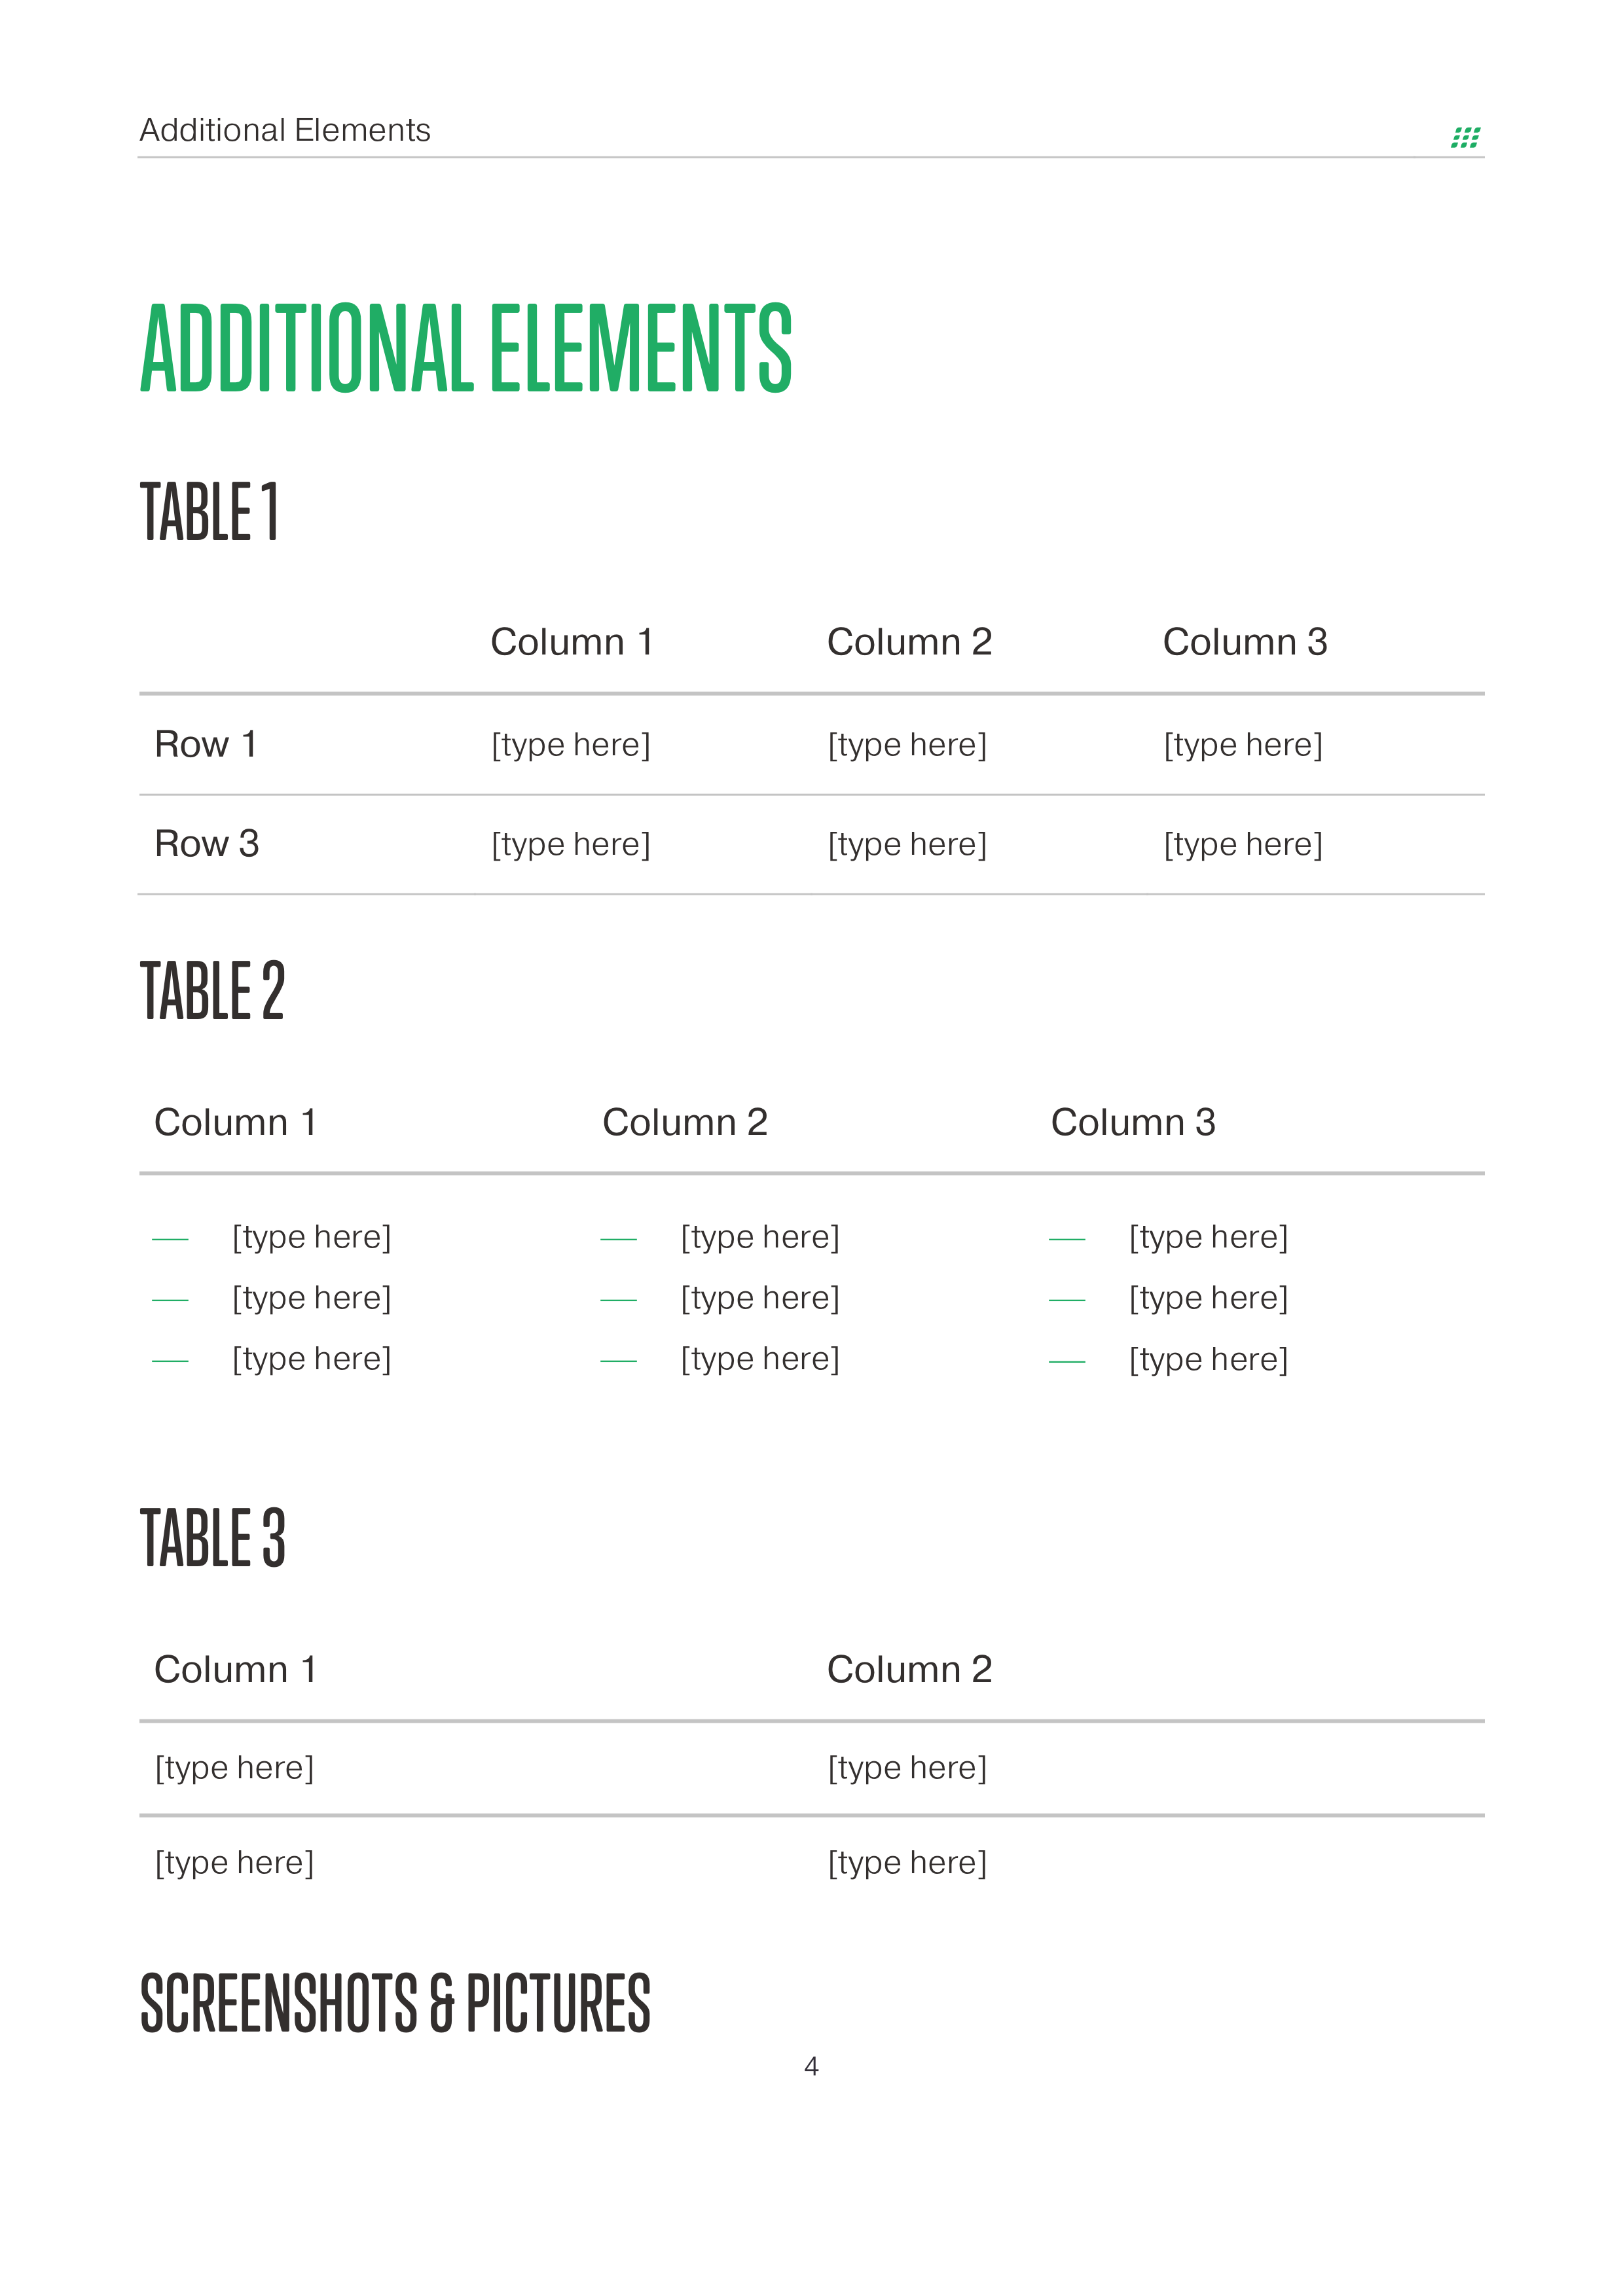 Additional Elements
ADDITIONAL ELEMENTS
TABLE 1
Column 1 Column 2 Column 3
Row 1 [type here] [type here] [type here]
Row 3 [type here] [type here] [type here]
TABLE 2
Column 1 Column 2 Column 3
— [type here] — [type here] — [type here]
— [type here] — [type here] — [type here]
— [type here] — [type here] — [type here]
TABLE 3
Column 1 Column 2
[type here] [type here]
[type here] [type here]
SCREENSHOTS & PICTURES
4